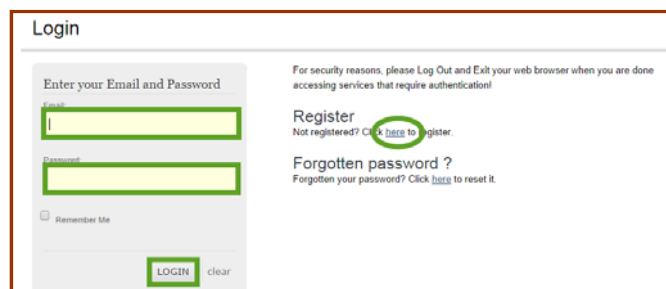 Login
Enter your Email and Password
Email:
Password:
Remember Me
LOGIN clear
For security reasons, please Log Out and Exit your web browser when you are done
accessing services that require authentication!
Register
Not registered? Click here to register.
Forgotten password ?
Forgotten your password? Click here to reset it.